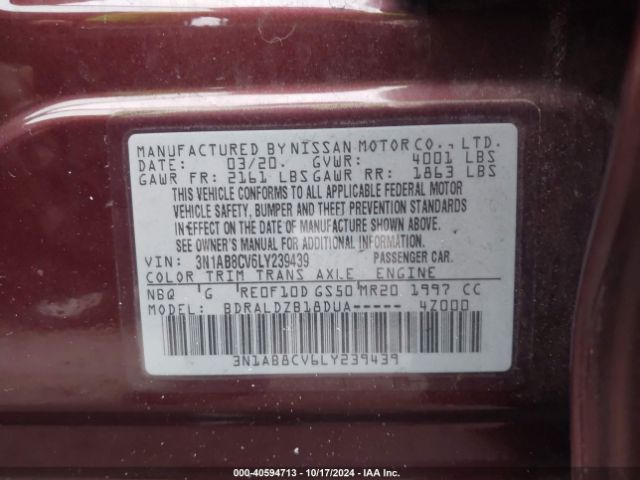 MANUFACTURED BY NISSAN MOTOR CO., LTD.
DATE: 03/20. GVWR: 4001 LBS
GAWR FR: 2161 LBS GAWR RR: 1863 LBS
THIS VEHICLE CONFORMS TO ALL APPLICABLE FEDERAL MOTOR
VEHICLE SAFETY, BUMPER AND THEFT PREVENTION STANDARDS
IN EFFECT ON THE DATE OF MANUFACTURE SHOWN ABOVE.
SEE OWNER'S MANUAL FOR ADDITIONAL INFORMATION.
VIN: 3N1AB8CV6LY239439 PASSENGER CAR.
COLOR TRIM TRANS AXLE ENGINE
NBQ G RE0F10D GS50 MR20 1997 CC
MODEL: BDRALDZB18DUA----- 4Z000
3N1AB8CV6LY239439
000-40594713 - 10/17/2024 - IAA Inc.